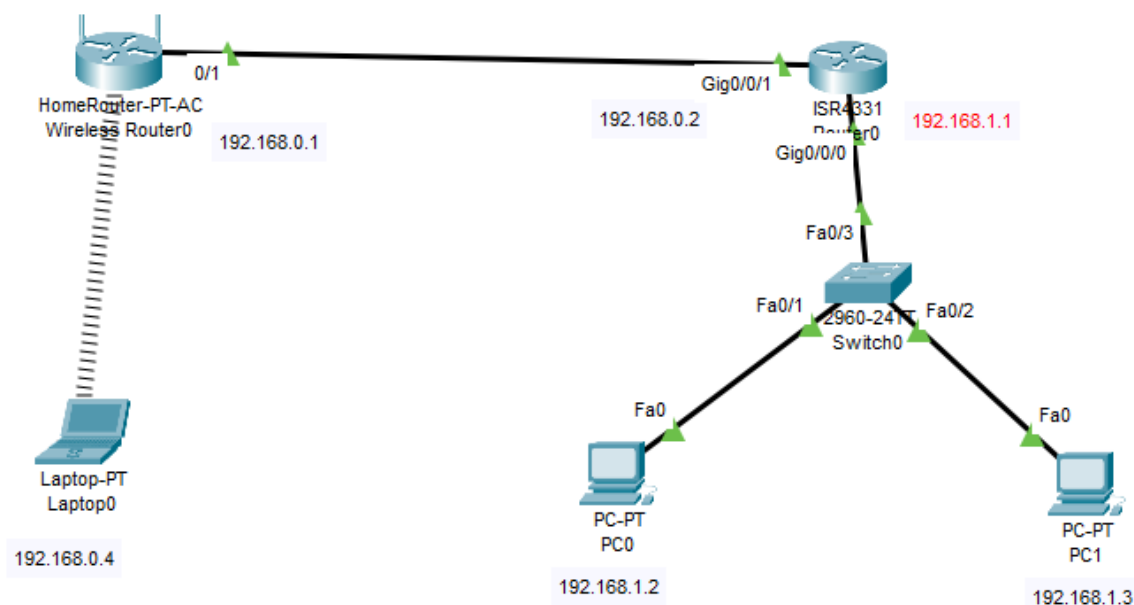 0/1
HomeRouter-PT-AC
Wireless Router0
192.168.0.1
192.168.0.2
Gig0/0/1
ISR4331
Router0
192.168.1.1
Gig0/0/0
Fa0/3
Fa0/1
Fa0/2
2960-24TT
Switch0
Fa0
Fa0
Laptop-PT
Laptop0
192.168.0.4
PC-PT
PC0
192.168.1.2
PC-PT
PC1
192.168.1.3